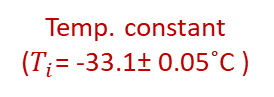 Temp. constant
(Tᵢ= -33.1± 0.05˚C )